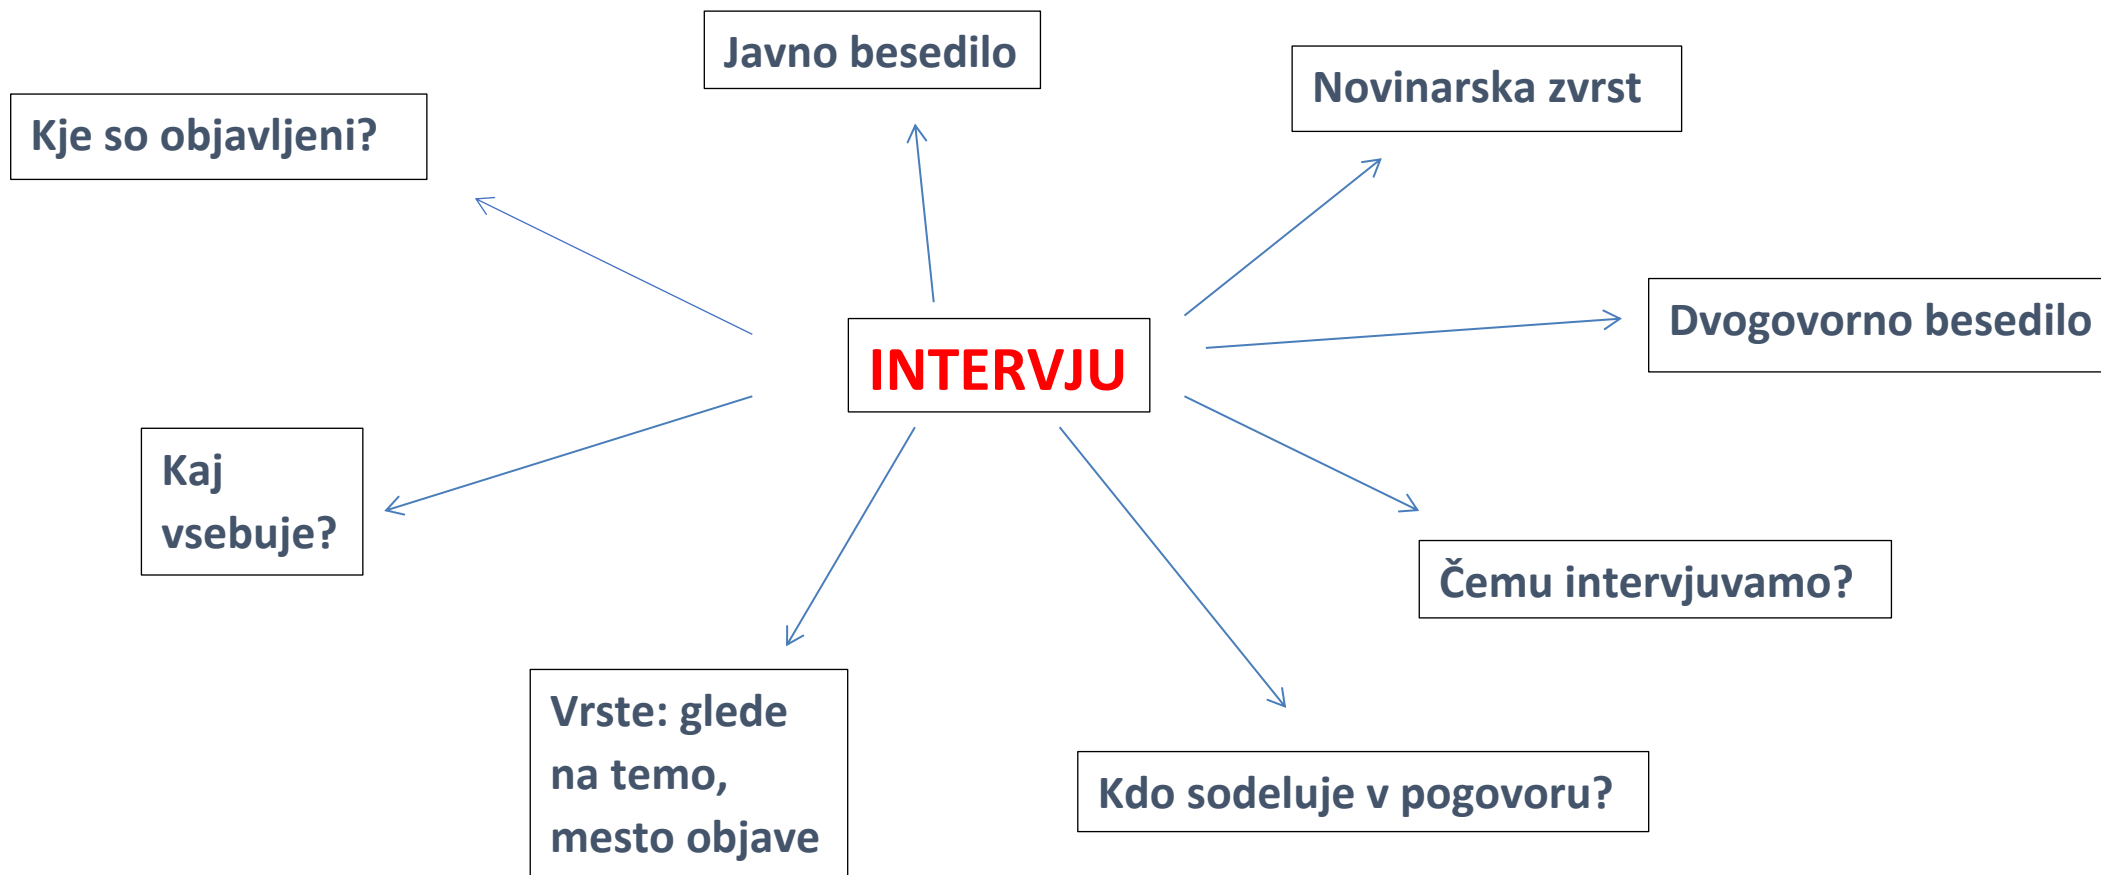 Javno besedilo
Novinarska zvrst
Kje so objavljeni?
Dvogovorno besedilo
INTERVJU
Kaj
vsebuje?
Čemu intervjuvamo?
Vrste: glede
na temo,
mesto objave
Kdo sodeluje v pogovoru?